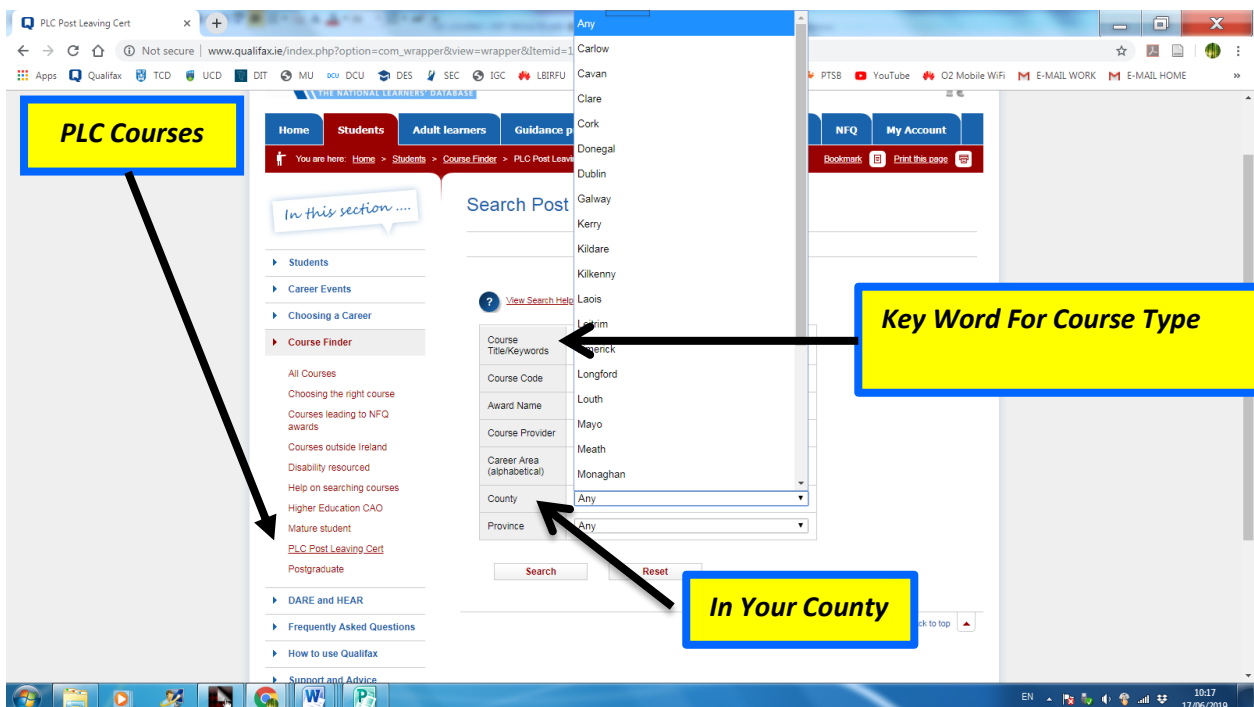 PLC Post Leaving Cert
Not secure www.qualifax.ie/index.php?option=com_wrapper&view=wrapper&Itemid=1
Apps Qualifax TCD UCD DIT MU DCU DES SEC IGC LBIRFU PTSB YouTube O2 Mobile WiFi E-MAIL WORK E-MAIL HOME »
THE NATIONAL LEARNERS' DATABASE
PLC Courses
Home Students Adult learners Guidance p NFQ My Account
You are here: Home > Students > Course Finder > PLC Post Leavi Bookmark Print this page
In this section ....
Students
Career Events
Choosing a Career
Course Finder
All Courses
Choosing the right course
Courses leading to NFQ
awards
Courses outside Ireland
Disability resourced
Help on searching courses
Higher Education CAO
Mature student
PLC Post Leaving Cert
Postgraduate
DARE and HEAR
Frequently Asked Questions
How to use Qualifax
Support and Advice
Search Post
? View Search Help
Course
Title/Keywords
Course Code
Award Name
Course Provider
Career Area
(alphabetical)
County Any
Province Any
Search Reset
Any
Carlow
Cavan
Clare
Cork
Donegal
Dublin
Galway
Kerry
Kildare
Kilkenny
Laois
Leitrim
merick
Longford
Louth
Mayo
Meath
Monaghan
Key Word For Course Type
In Your County
ck to top
EN 10:17
17/06/2019